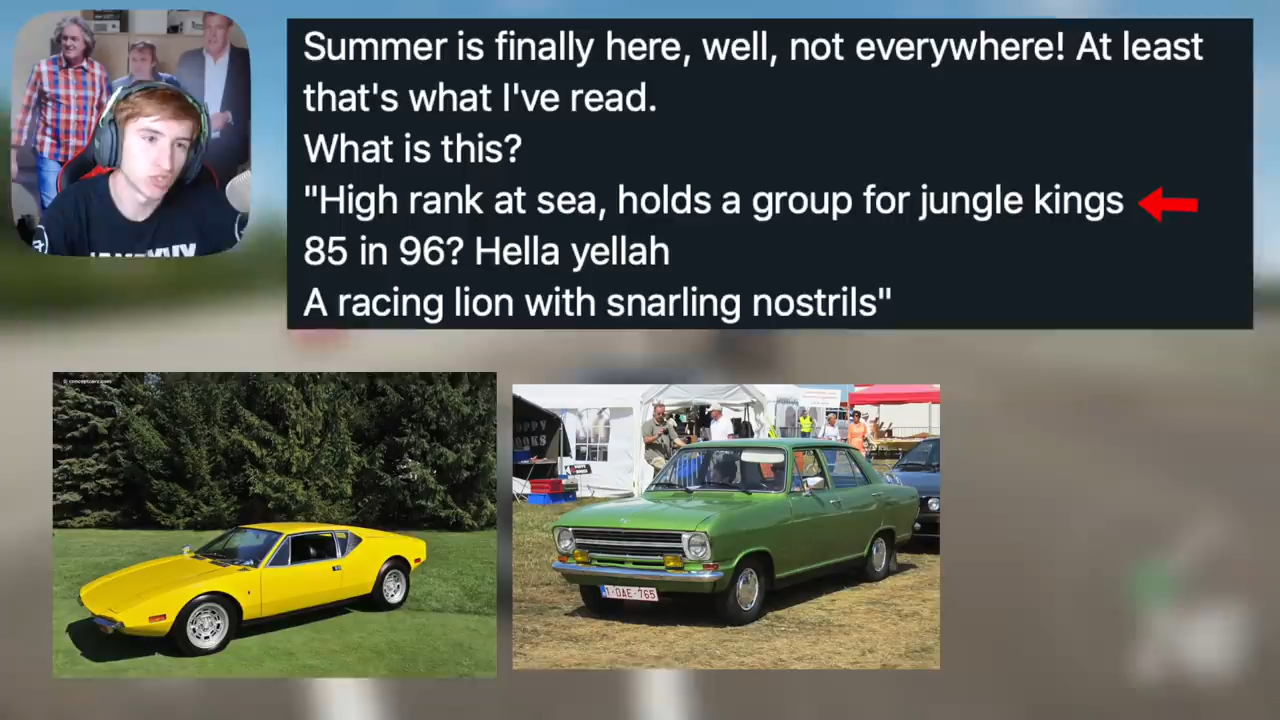 Summer is finally here, well, not everywhere! At least
that's what I've read.
What is this?
"High rank at sea, holds a group for jungle kings
85 in 96? Hella yellah
A racing lion with snarling nostrils"
1-OAE-765